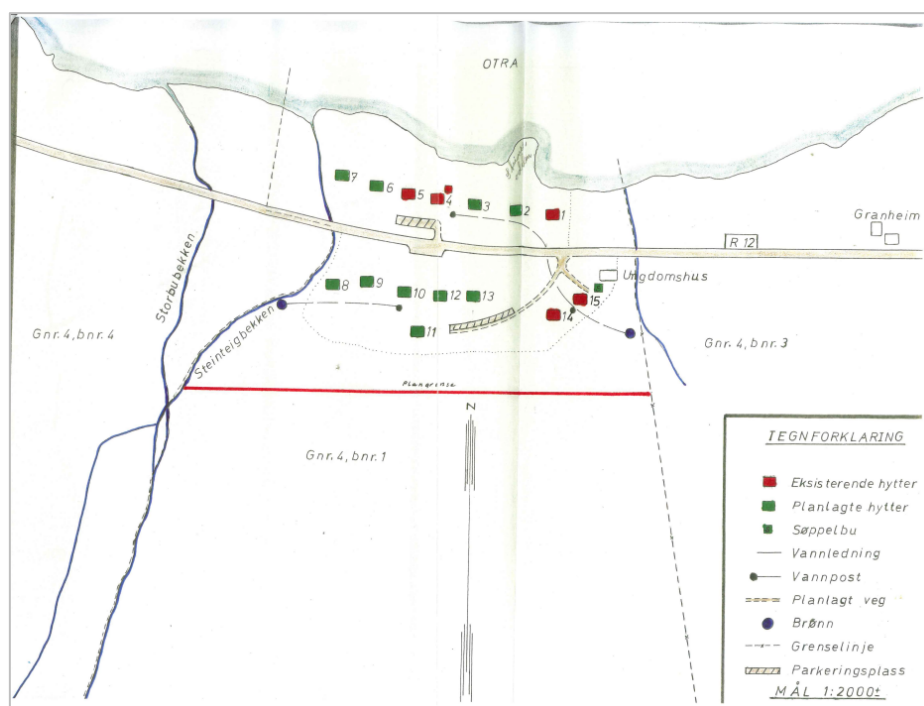 OTRA
7
6
5
4
3
2
1
Granheim
R 12
Ungdomshus
Storbubekken
Steinteigbekken
8
9
10
12
13
11
15
14
Gnr. 4, bnr. 4
Gnr. 4, bnr. 3
Plangrense
N
Gnr. 4, bnr. 1
TEGNFORKLARING
Eksisterende hytter
Planlagte hytter
Søppelbu
Vannledning
Vannpost
Planlagt veg
Brønn
Grenselinje
Parkeringsplass
MÅL 1:2000±